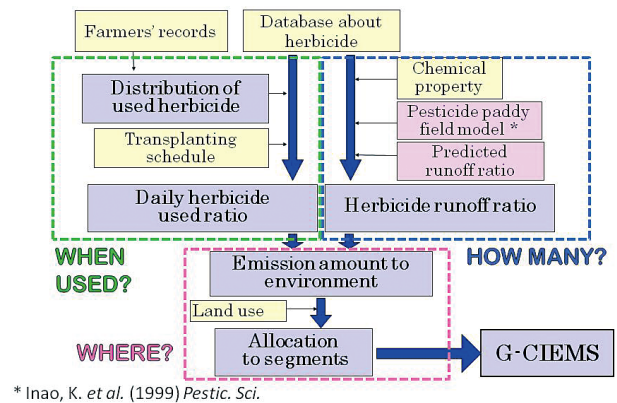 Farmers' records
Database about
herbicide
Distribution of
used herbicide
Chemical
property
Pesticide paddy
field model *
Transplanting
schedule
Predicted
runoff ratio
Daily herbicide
used ratio
Herbicide runoff ratio
WHEN
USED?
HOW MANY?
Emission amount to
environment
Land use
WHERE?
Allocation
to segments
G-CIEMS
* Inao, K. et al. (1999) Pestic. Sci.